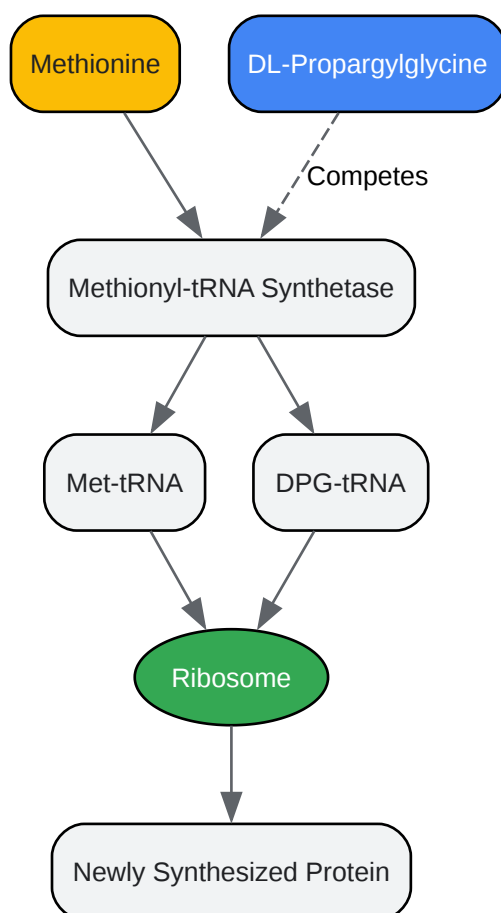 Methionine
DL-Propargylglycine
Competes
Methionyl-tRNA Synthetase
Met-tRNA
DPG-tRNA
Ribosome
Newly Synthesized Protein